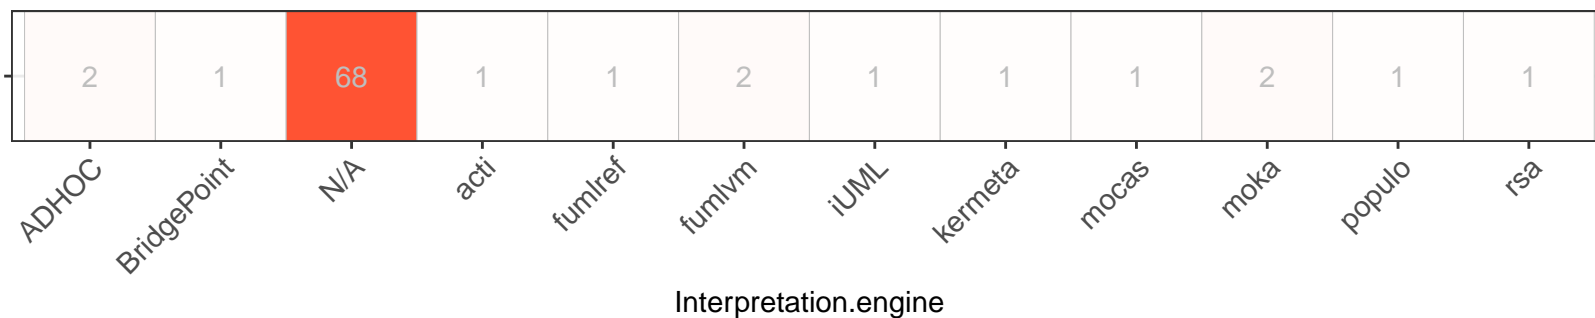 2 1 68 1 1 2 1 1 1 2 1 1
ADHOC BridgePoint N/A acti fumlref fumlvm iUML kermeta mocas moka populo rsa
Interpretation.engine